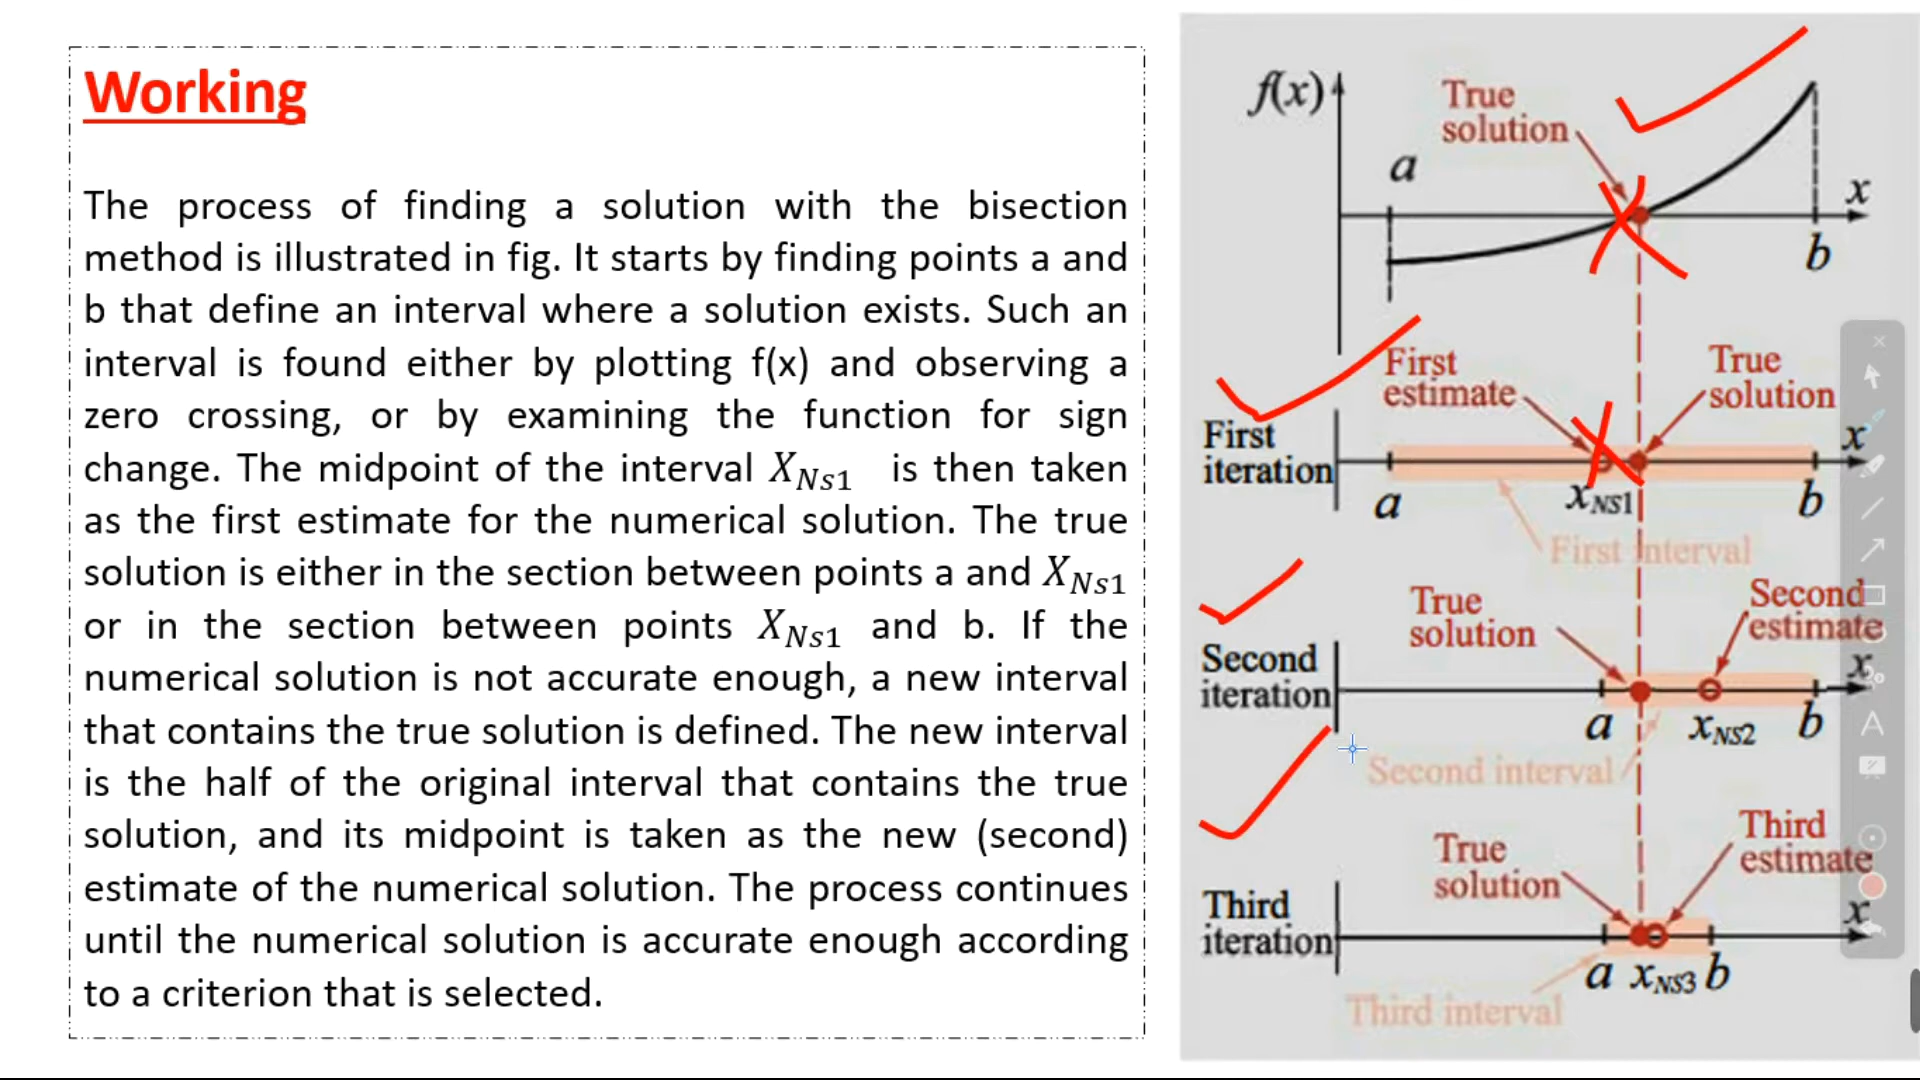 Working
The process of finding a solution with the bisection
method is illustrated in fig. It starts by finding points a and
b that define an interval where a solution exists. Such an
interval is found either by plotting f(x) and observing a
zero crossing, or by examining the function for sign
change. The midpoint of the interval X_Ns1 is then taken
as the first estimate for the numerical solution. The true
solution is either in the section between points a and X_Ns1
or in the section between points X_Ns1 and b. If the
numerical solution is not accurate enough, a new interval
that contains the true solution is defined. The new interval
is the half of the original interval that contains the true
solution, and its midpoint is taken as the new (second)
estimate of the numerical solution. The process continues
until the numerical solution is accurate enough according
to a criterion that is selected.
f(x)
True
solution
a
x
b
First
estimate
True
solution
First
iteration
x
a
x_NS1
b
First interval
True
solution
Second
estimate
Second
iteration
x
a
x_NS2
b
Second interval
True
solution
Third
estimate
Third
iteration
x
a x_NS3 b
Third interval